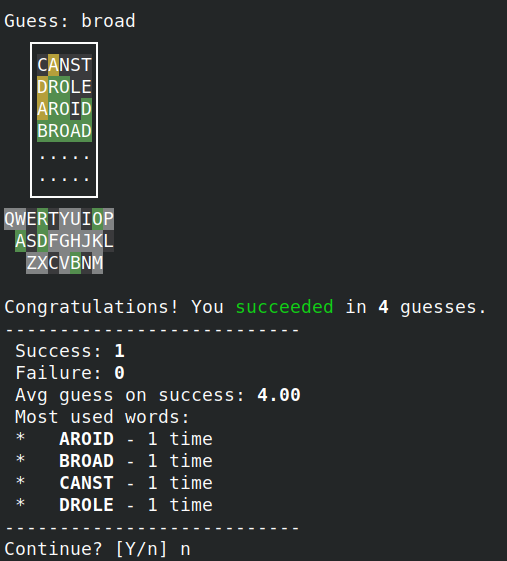 Guess: broad
CANST
DROLE
AROID
BROAD
.....
.....
QWERTYUIOP
ASDFGHJKL
ZXCVBNM
Congratulations! You succeeded in 4 guesses.
---------------------------
Success: 1
Failure: 0
Avg guess on success: 4.00
Most used words:
*   AROID - 1 time
*   BROAD - 1 time
*   CANST - 1 time
*   DROLE - 1 time
---------------------------
Continue? [Y/n] n